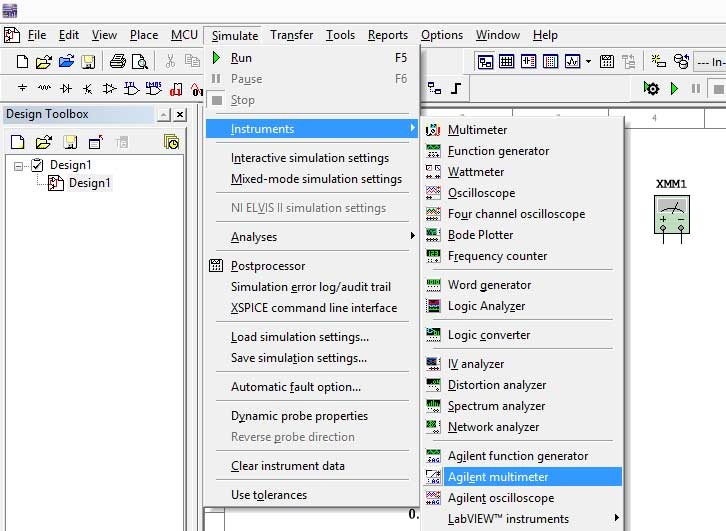 File Edit View Place MCU Simulate Transfer Tools Reports Options Window Help
--- In-
Design Toolbox
Design1
Design1
Run F5
Pause F6
Stop
Instruments
Interactive simulation settings
Mixed-mode simulation settings
NI ELVIS II simulation settings
Analyses
Postprocessor
Simulation error log/audit trail
XSPICE command line interface
Load simulation settings...
Save simulation settings...
Automatic fault option...
Dynamic probe properties
Reverse probe direction
Clear instrument data
Use tolerances
Multimeter
Function generator
Wattmeter
Oscilloscope
Four channel oscilloscope
Bode Plotter
Frequency counter
Word generator
Logic Analyzer
Logic converter
IV analyzer
Distortion analyzer
Spectrum analyzer
Network analyzer
Agilent function generator
Agilent multimeter
Agilent oscilloscope
LabVIEW™ instruments
4
XMM1
0.